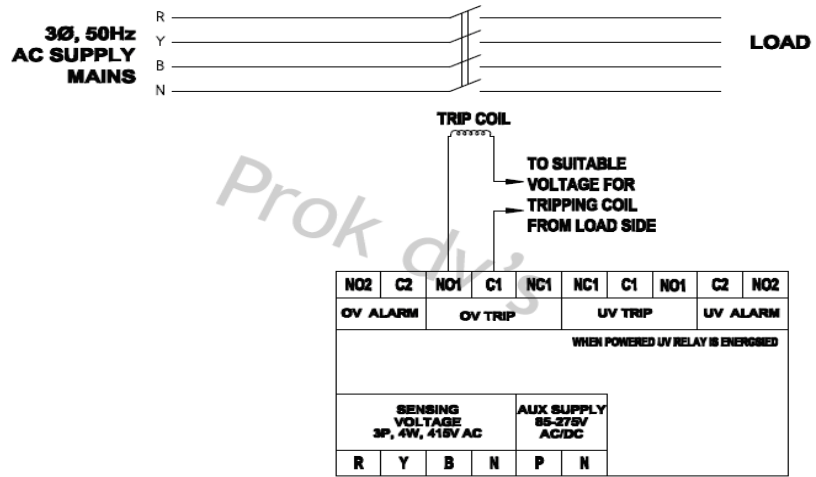 R
3Ø, 50Hz
Y
AC SUPPLY
LOAD
B
MAINS
N
TRIP COIL
TO SUITABLE
VOLTAGE FOR
TRIPPING COIL
FROM LOAD SIDE
Prok dv's
NO2 C2 NO1 C1 NC1 NC1 C1 NO1 C2 NO2
OV ALARM OV TRIP UV TRIP UV ALARM
WHEN POWERED UV RELAY IS ENERGSIED
SENSING
VOLTAGE
3P, 4W, 415V AC
AUX SUPPLY
85-275V
AC/DC
R Y B N P N